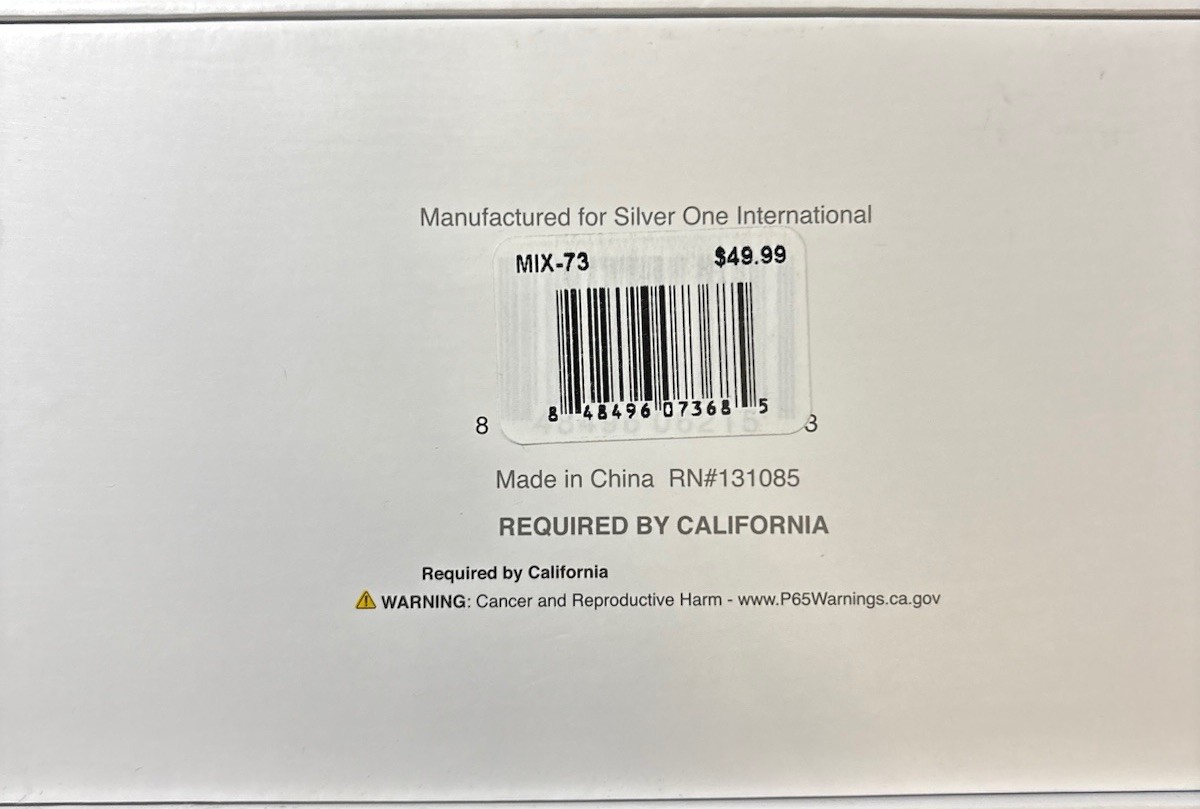 Manufactured for Silver One International
MIX-73 $49.99
8 48496 07368 5
8 3
Made in China RN#131085
REQUIRED BY CALIFORNIA
Required by California
WARNING: Cancer and Reproductive Harm - www.P65Warnings.ca.gov